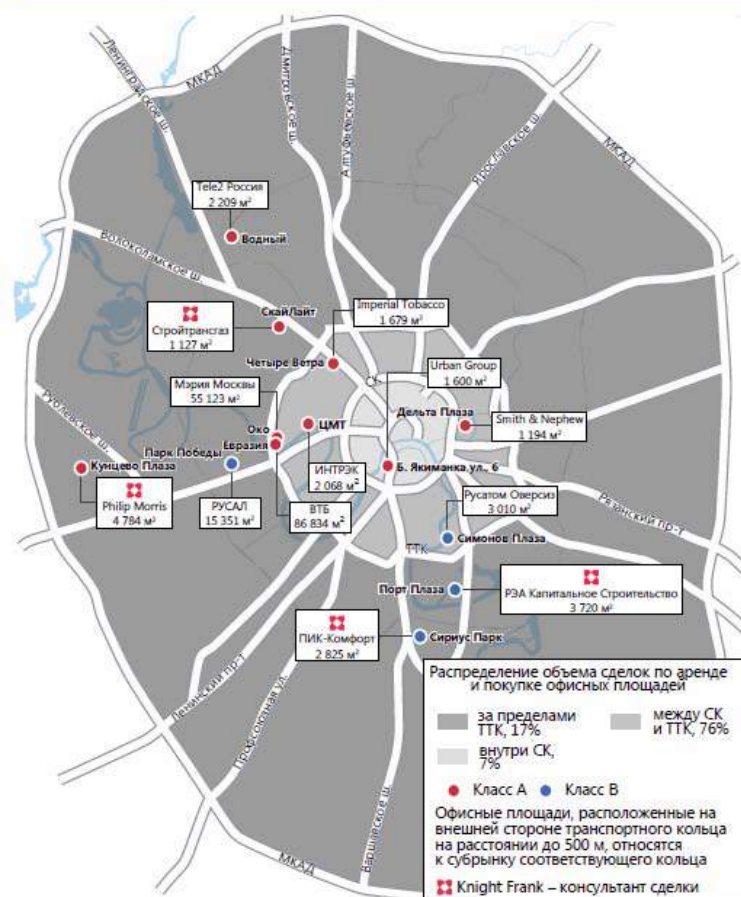 Ленинградское ш.
МКАД
Дмитровское ш.
Алтуфьевское ш.
Ярославское ш.
МКАД
Tele2 Россия
2 209 м²
Водный
Волоколамское ш.
СкайЛайт
Стройтрансгаз
1 127 м²
Imperial Tobacco
1 679 м²
Четыре Ветра
СК
Urban Group
1 600 м²
Мэрия Москвы
55 123 м²
Дельта Плаза
Smith & Nephew
1 194 м²
Рублевское ш.
Око
ЦМТ
Евразия
Парк Победы
Кунцево Плаза
ИНТРЭК
2 068 м²
Б. Якиманка ул., 6
Philip Morris
4 784 м²
РУСАЛ
15 351 м²
ВТБ
86 834 м²
Русатом Оверсиз
3 010 м²
Рязанский пр-т
Симонов Плаза
ТТК
Порт Плаза
РЭА Капитальное Строительство
3 720 м²
ПИК-Комфорт
2 825 м²
Сириус Парк
Ленинский пр-т
Профсоюзная ул.
Варшавское ш.
МКАД
Распределение объема сделок по аренде
и покупке офисных площадей
за пределами
ТТК, 17%
между СК
и ТТК, 76%
внутри СК,
7%
Класс А
Класс В
Офисные площади, расположенные на
внешней стороне транспортного кольца
на расстоянии до 500 м, относятся
к субрынку соответствующего кольца
Knight Frank – консультант сделки